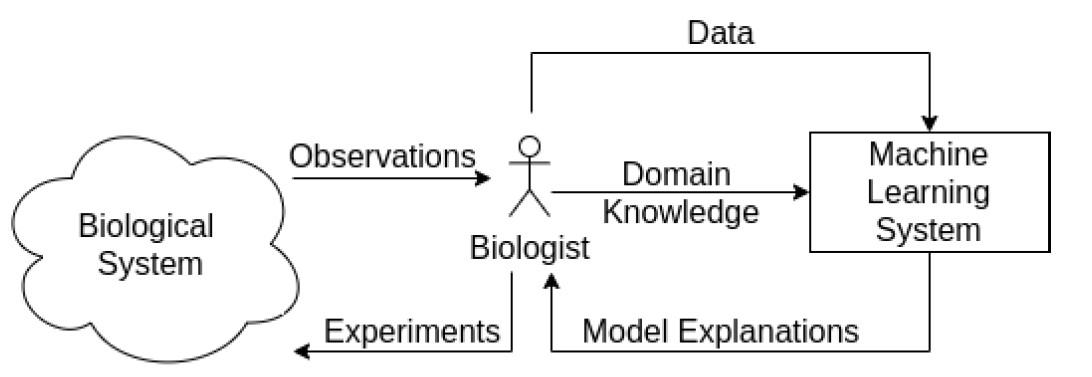 Data
Observations
Domain
Knowledge
Machine
Learning
System
Biological
System
Biologist
Experiments
Model Explanations